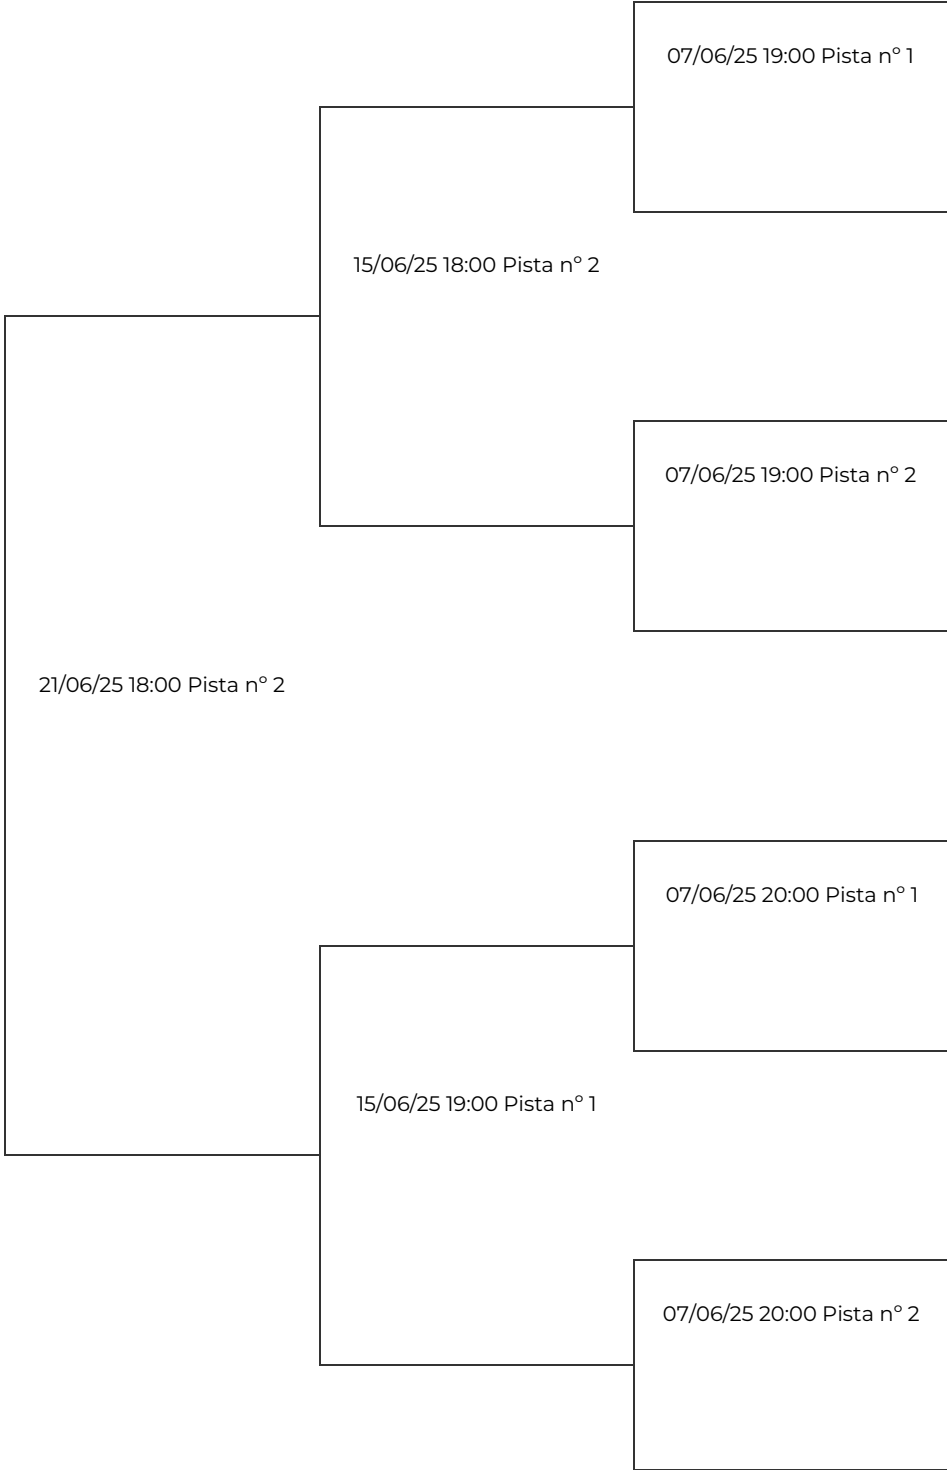 07/06/25 19:00 Pista nº 1
15/06/25 18:00 Pista nº 2
07/06/25 19:00 Pista nº 2
21/06/25 18:00 Pista nº 2
07/06/25 20:00 Pista nº 1
15/06/25 19:00 Pista nº 1
07/06/25 20:00 Pista nº 2